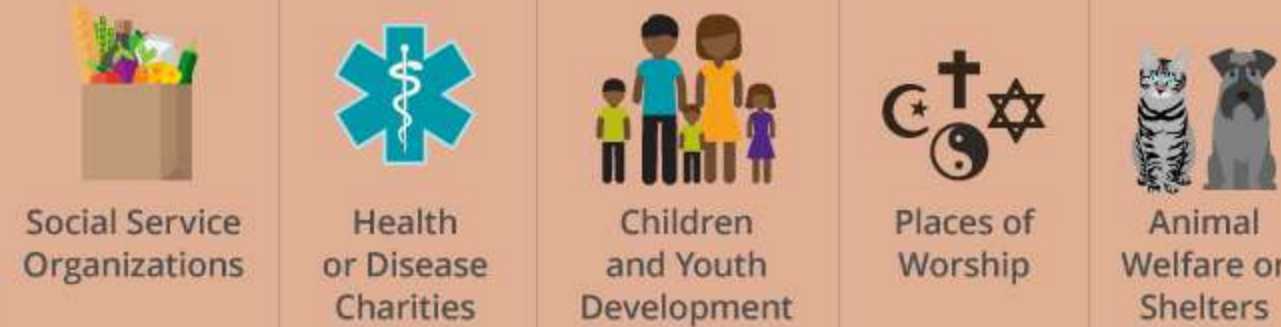 Social Service
Organizations
Health
or Disease
Charities
Children
and Youth
Development
Places of
Worship
Animal
Welfare or
Shelters